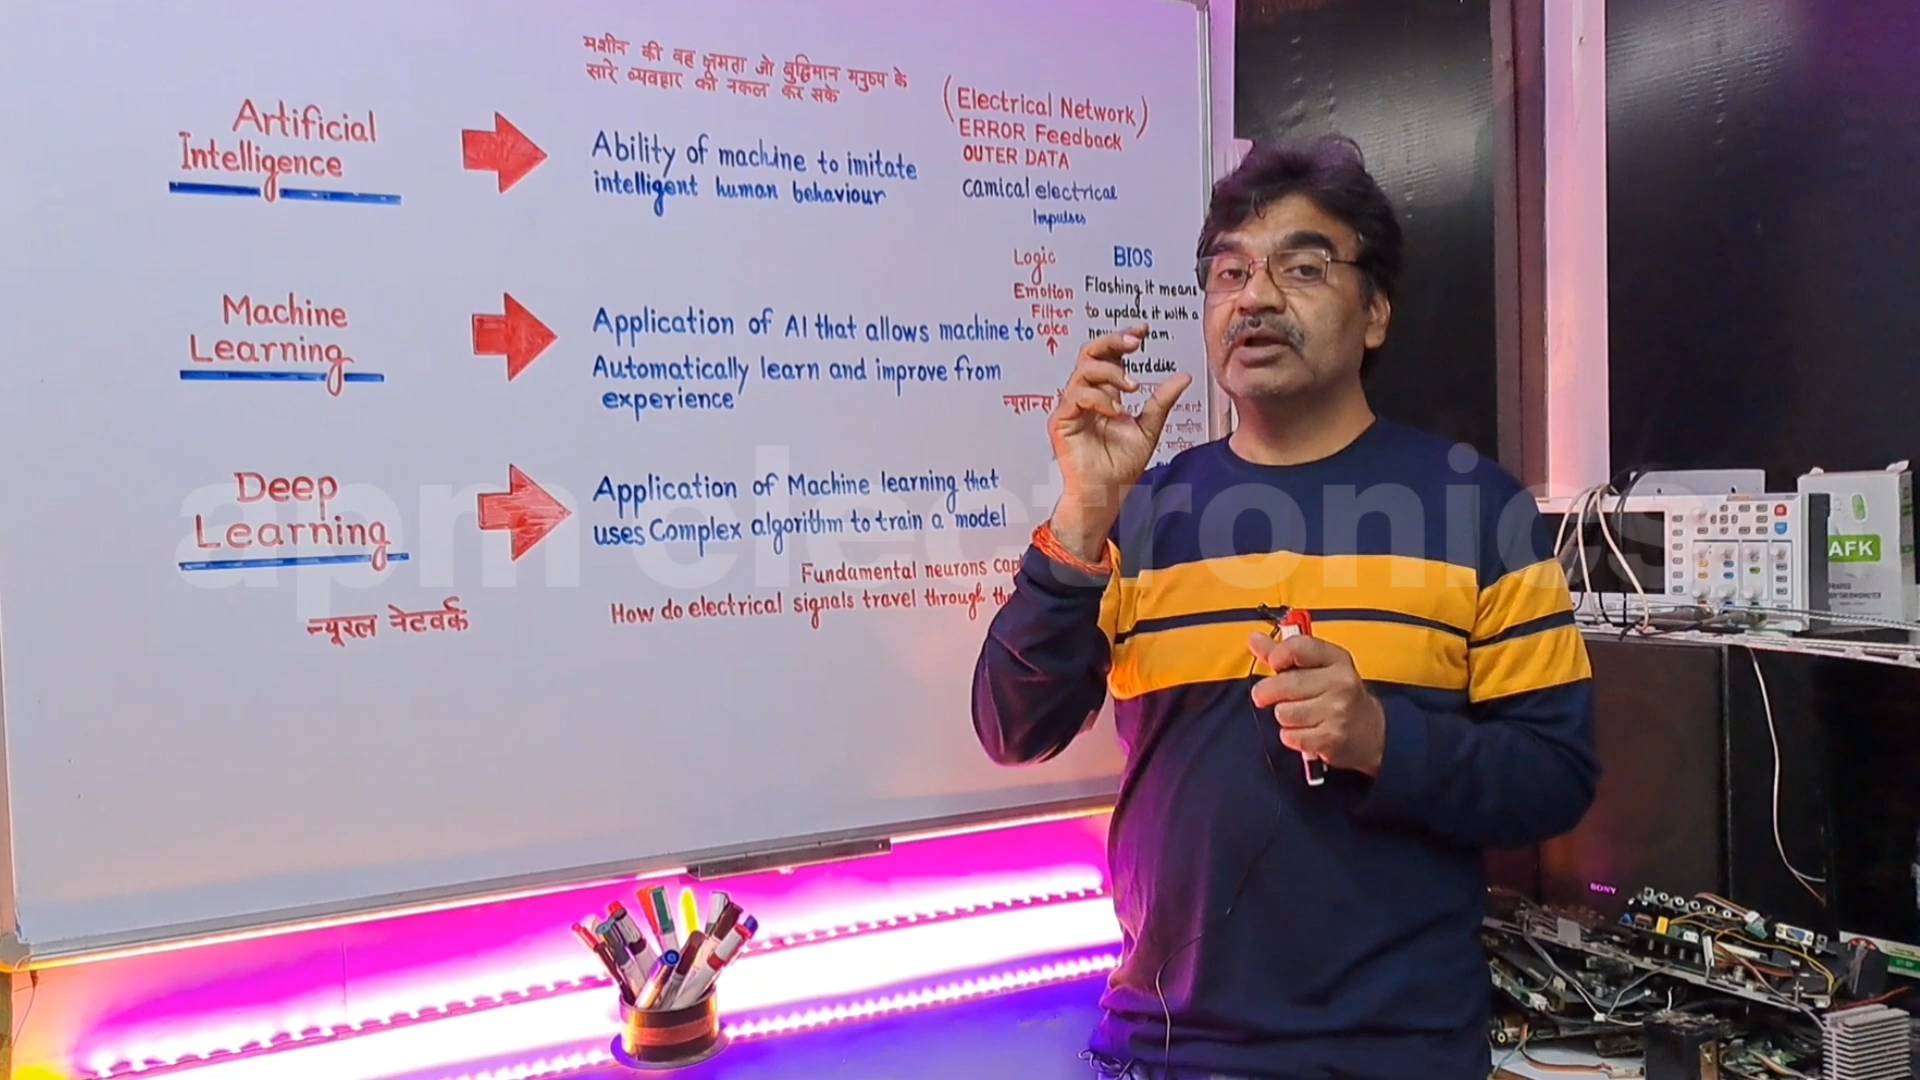 मशीन की वह क्षमता जो बुद्धिमान मनुष्य के
सारे व्यवहार की नकल कर सके
Artificial
Intelligence
Ability of machine to imitate
intelligent human behaviour
(Electrical Network)
ERROR Feedback
OUTER DATA
camical electrical
Impulses
Logic
Emotion
Filter
colce
BIOS
Flashing it means
to update it with a
Harddisc
Machine
Learning
Application of AI that allows machine to
Automatically learn and improve from
experience
न्यूरान्स
Deep
Learning
Application of Machine learning that
uses Complex algorithm to train a model
Fundamental neurons
How do electrical signals travel through
न्यूरल नेटवर्क
apm electronics
AFK
SONY